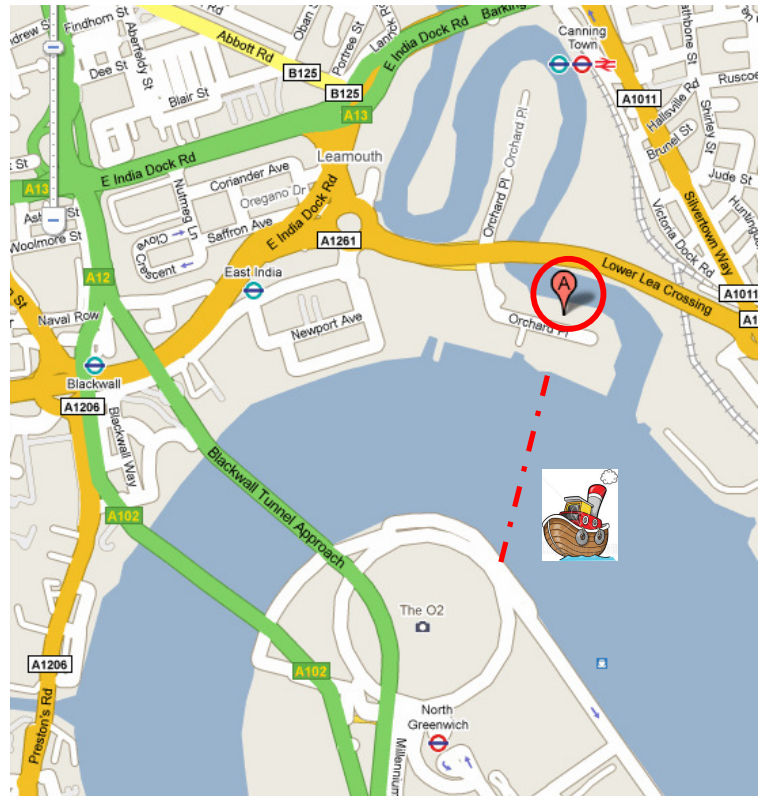 Findhorn St
Aberfeldy St
Dee St
Blair St
Abbott Rd
Oban St
Portree St
E India Dock Rd
Barking
Canning
Town
B125
B125
A13
A1011
Hallsville Rd
Brunel St
Shirley St
Rathbone St
Ruscoe
Jude St
Silvertown Way
Victoria Dock Rd
A1011
Leamouth
E India Dock Rd
Coriander Ave
Oregano Dr
Nutmeg Ln
Saffron Ave
Clove
Crescent
E India Dock Rd
A13
Woolmore St
A12
A1261
Orchard Pl
Orchard Pl
Lower Lea Crossing
A
Orchard Pl
East India
Newport Ave
Naval Row
Blackwall
A1206
Blackwall Way
A102
Blackwall Tunnel Approach
The O2
A1206
A102
Preston's Rd
North
Greenwich
Millennium